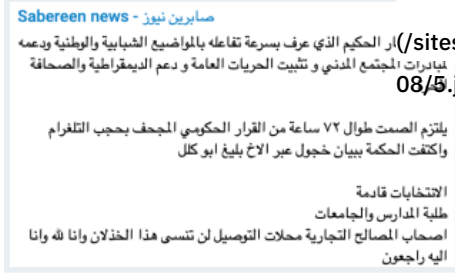 Sabereen news - صابرين نيوز
ار الحكيم الذي عرف بسرعة تفاعله بالمواضيع الشبابية والوطنية ودعمه
لمبادرات المجتمع المدني و تثبيت الحريات العامة و دعم الديمقراطية والصحافة
(/sites
08/5.j
يلتزم الصمت طوال ٧٢ ساعة من القرار الحكومي المجحف بحجب التلغرام
واكتفت الحكمة ببيان خجول عبر الاخ بليغ ابو كلل
الانتخابات قادمة
طلبة المدارس والجامعات
اصحاب المصالح التجارية محلات التوصيل لن تنسى هذا الخذلان وانا لله وانا
اليه راجعون